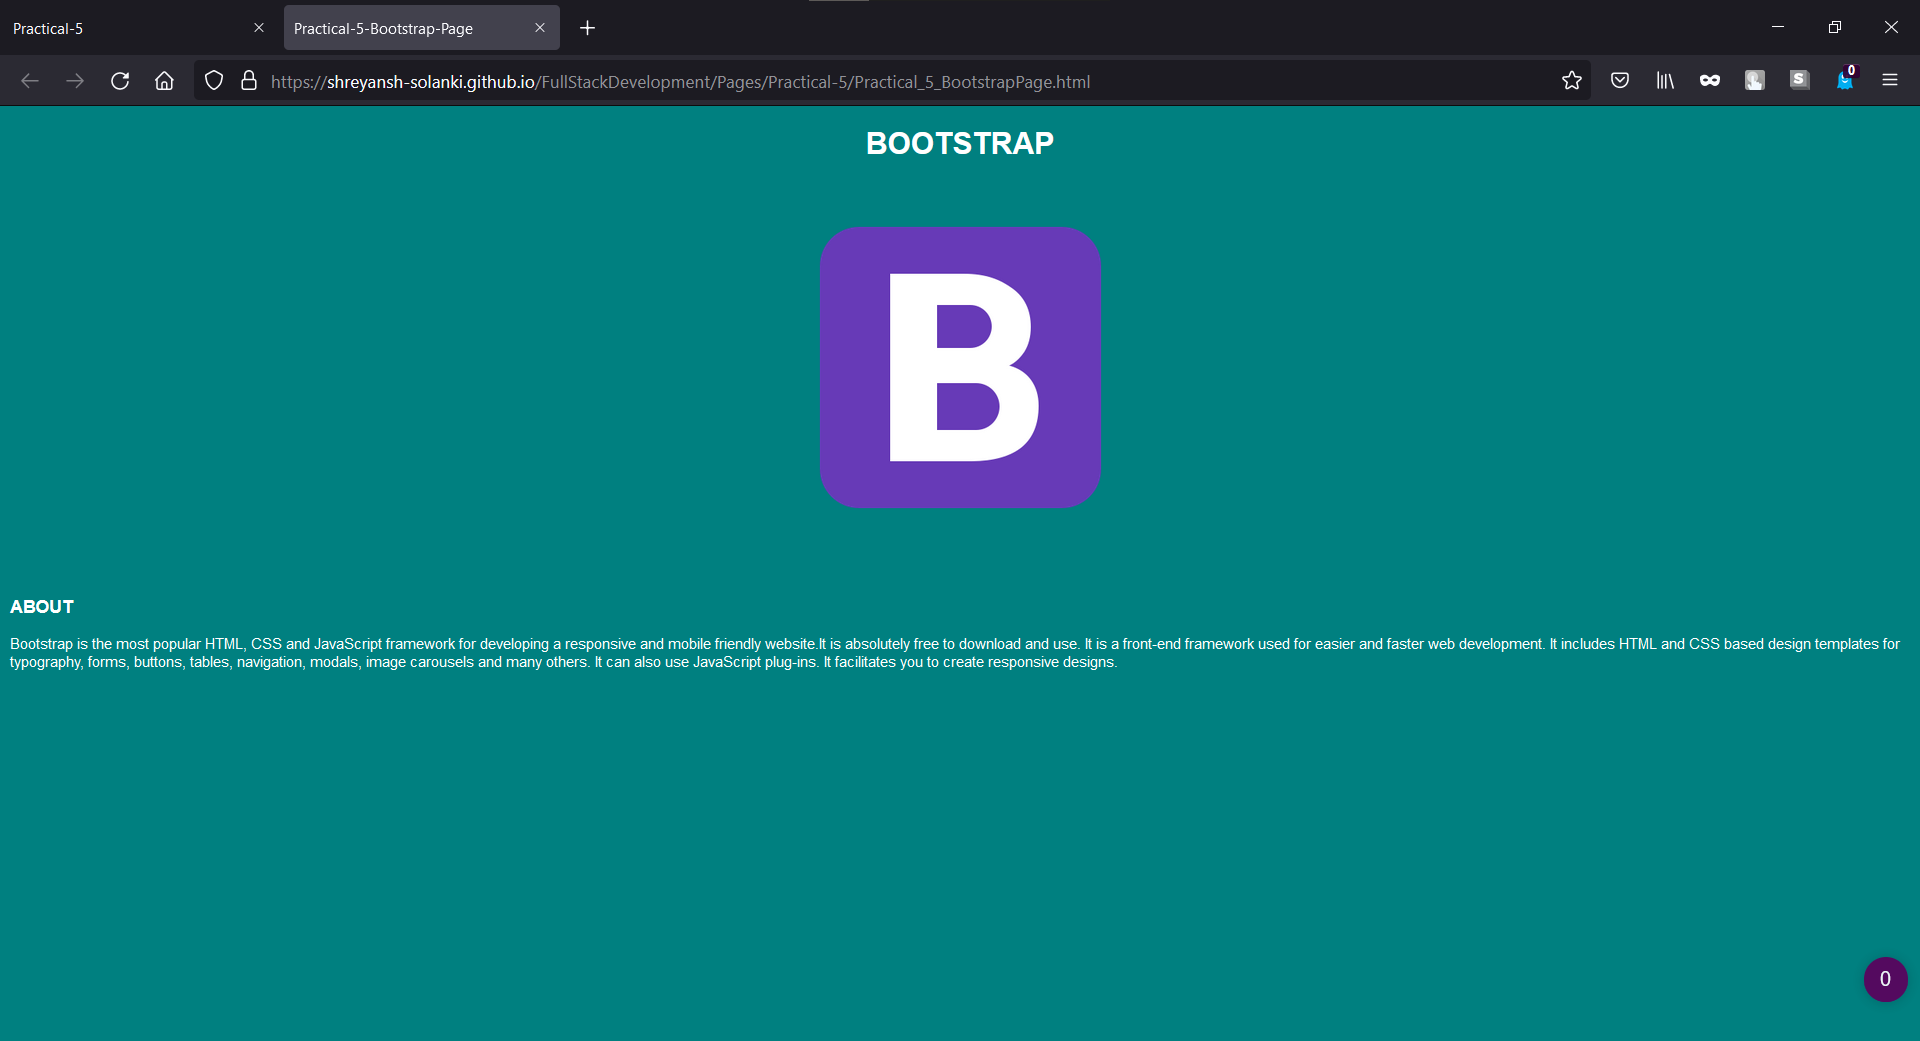 Practical-5
Practical-5-Bootstrap-Page
https://shreyansh-solanki.github.io/FullStackDevelopment/Pages/Practical-5/Practical_5_BootstrapPage.html
S
0
BOOTSTRAP
B
ABOUT
Bootstrap is the most popular HTML, CSS and JavaScript framework for developing a responsive and mobile friendly website.It is absolutely free to download and use. It is a front-end framework used for easier and faster web development. It includes HTML and CSS based design templates for
typography, forms, buttons, tables, navigation, modals, image carousels and many others. It can also use JavaScript plug-ins. It facilitates you to create responsive designs.
0